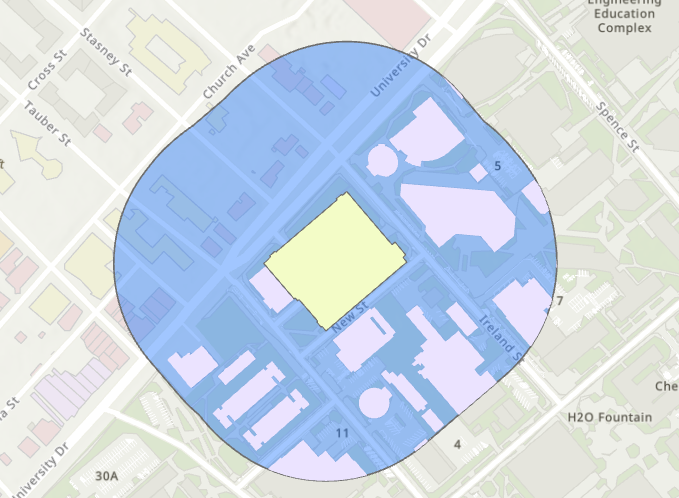 Engineering
Education
Complex
Stasney St
Church Ave
University Dr
Cross St
Tauber St
Spence St
5
7
New St
Ireland St
11
4
H2O Fountain
Che
30A
University Dr
a St